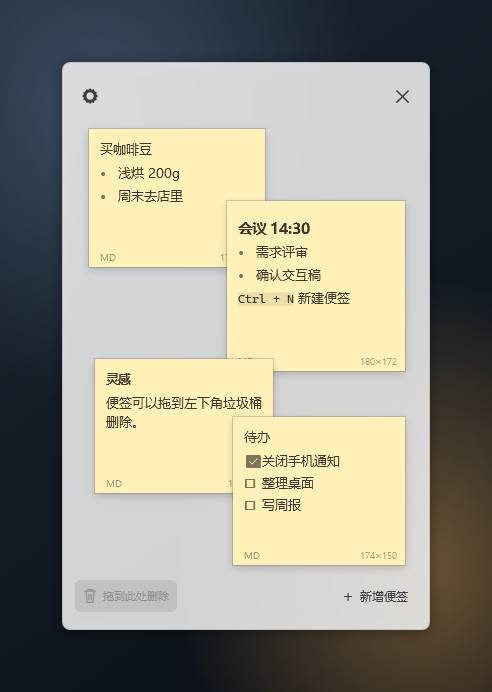 买咖啡豆
• 浅烘 200g
• 周末去店里
MD
会议 14:30
• 需求评审
• 确认交互稿
Ctrl + N 新建便签
180×172
灵感
便签可以拖到左下角垃圾桶
删除。
MD
待办
关闭手机通知
整理桌面
写周报
MD
174×150
拖到此处删除
+ 新增便签